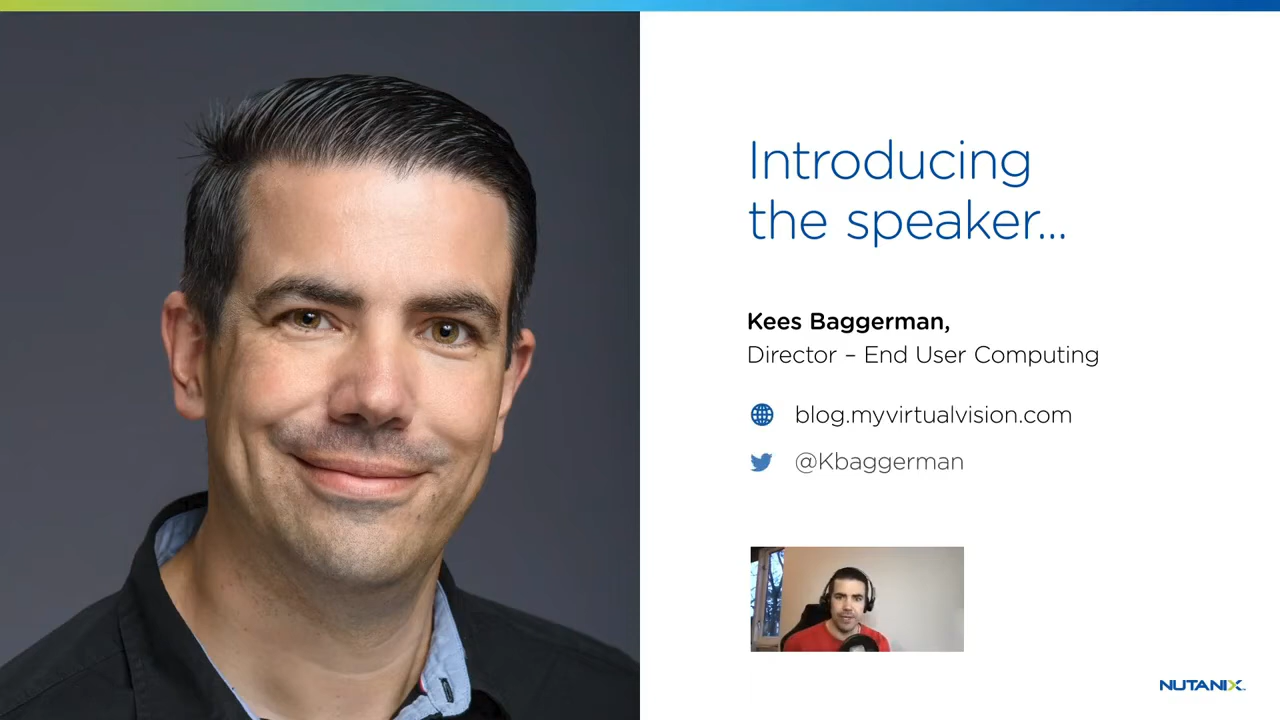 Introducing
the speaker...
Kees Baggerman,
Director – End User Computing
blog.myvirtualvision.com
@Kbaggerman
NUTANIX